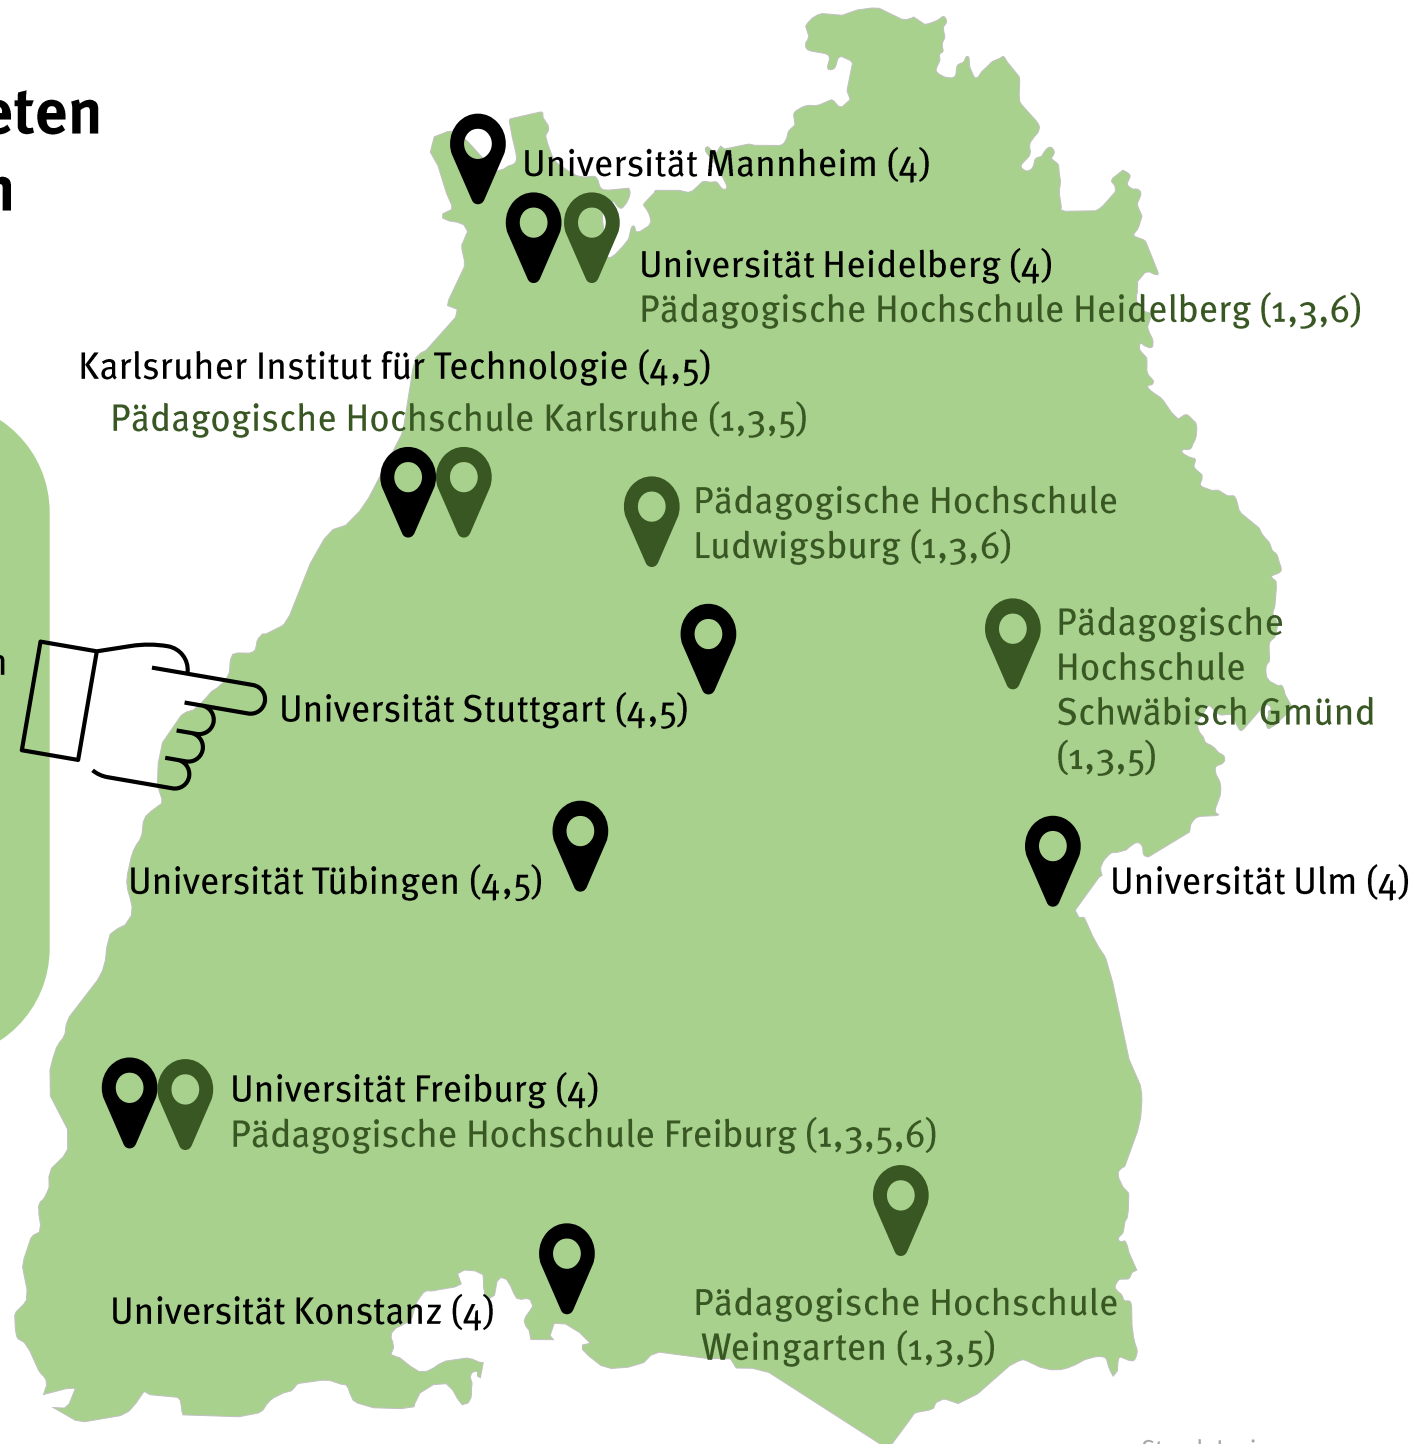 eten
n
Universität Mannheim (4)
Universität Heidelberg (4)
Pädagogische Hochschule Heidelberg (1,3,6)
Karlsruher Institut für Technologie (4,5)
Pädagogische Hochschule Karlsruhe (1,3,5)
Pädagogische Hochschule
Ludwigsburg (1,3,6)
Pädagogische
Hochschule
Schwäbisch Gmünd
(1,3,5)
n
Universität Stuttgart (4,5)
Universität Tübingen (4,5)
Universität Ulm (4)
Universität Freiburg (4)
Pädagogische Hochschule Freiburg (1,3,5,6)
Universität Konstanz (4)
Pädagogische Hochschule
Weingarten (1,3,5)